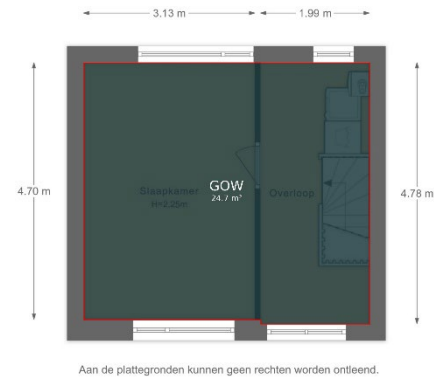 3.13 m 1.99 m
4.70 m
Slaapkamer
H=2,25m
GOW
24.7 m²
Overloop
4.78 m
Aan de plattegronden kunnen geen rechten worden ontleend.